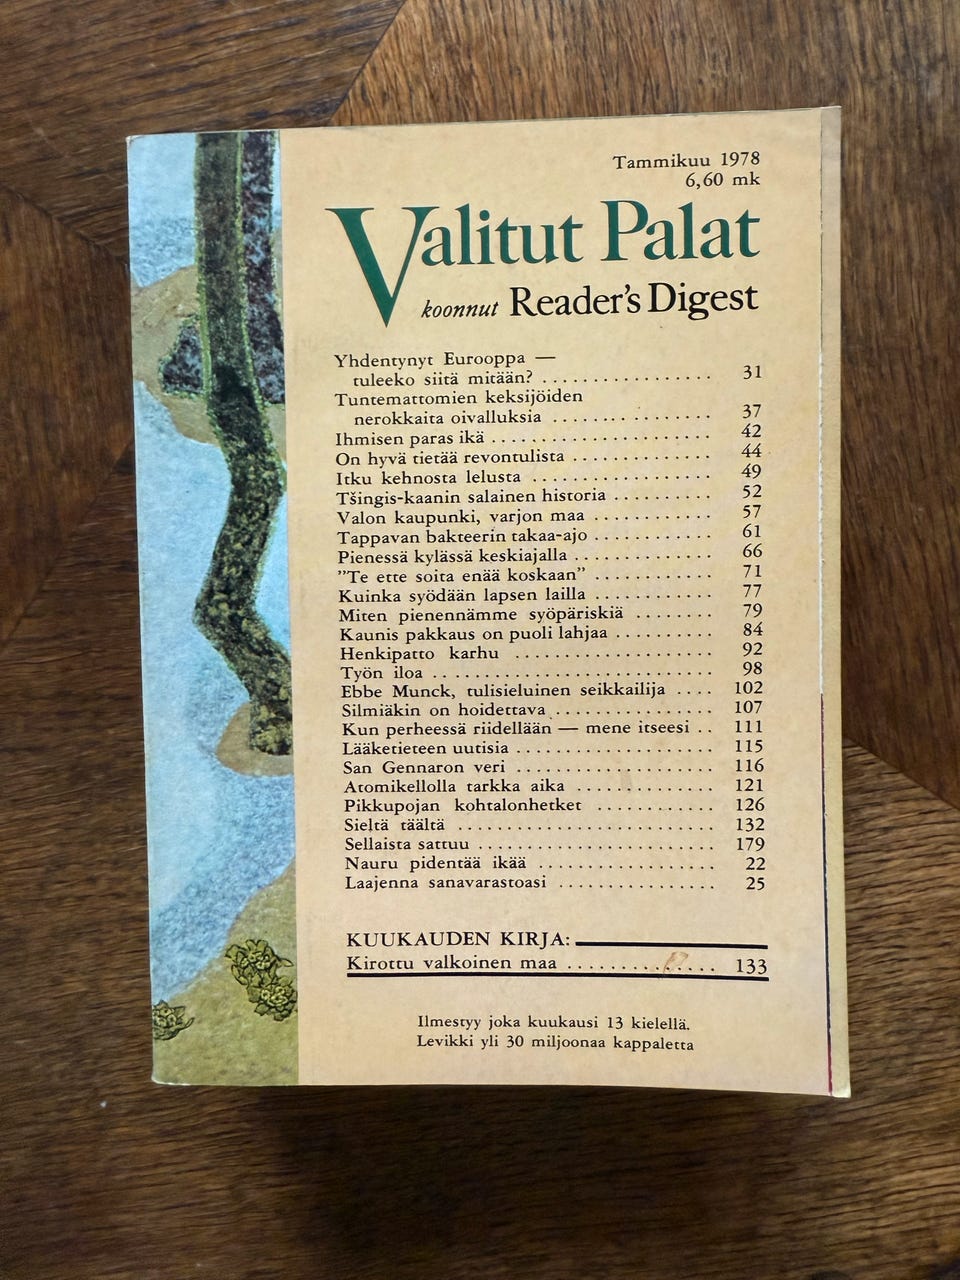 Tammikuu 1978
6,60 mk
Valitut Palat
koonnut Reader's Digest
Yhdentynyt Eurooppa —
tuleeko siitä mitään? ................. 31
Tuntemattomien keksijöiden
nerokkaita oivalluksia ................ 37
Ihmisen paras ikä ...................... 42
On hyvä tietää revontulista .............. 44
Itku kehnosta lelusta .................. 49
Tšingis-kaanin salainen historia .......... 52
Valon kaupunki, varjon maa ............ 57
Tappavan bakteerin takaa-ajo ............ 61
Pienessä kylässä keskiajalla .............. 66
"Te ette soita enää koskaan" ............ 71
Kuinka syödään lapsen lailla ............ 77
Miten pienennämme syöpäriskiä ........ 79
Kaunis pakkaus on puoli lahjaa .......... 84
Henkipatto karhu .................... 92
Työn iloa ............................ 98
Ebbe Munck, tulisieluinen seikkailija .... 102
Silmiäkin on hoidettava ................ 107
Kun perheessä riidellään — mene itseesi .. 111
Lääketieteen uutisia .................... 115
San Gennaron veri .................... 116
Atomikellolla tarkka aika .............. 121
Pikkupojan kohtalonhetket ............ 126
Sieltä täältä .......................... 132
Sellaista sattuu ........................ 179
Nauru pidentää ikää .................. 22
Laajenna sanavarastoasi ................ 25
KUUKAUDEN KIRJA:
Kirottu valkoinen maa ............... 133
Ilmestyy joka kuukausi 13 kielellä.
Levikki yli 30 miljoonaa kappaletta